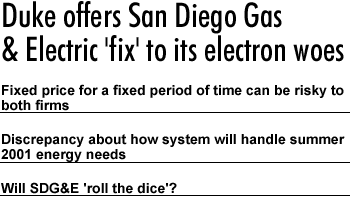 Duke offers San Diego Gas
& Electric 'fix' to its electron woes
Fixed price for a fixed period of time can be risky to
both firms
Discrepancy about how system will handle summer
2001 energy needs
Will SDG&E 'roll the dice'?